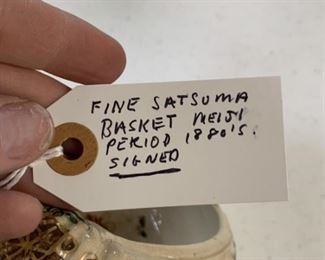 FINE SATSUMA
BASKET MEIJI
PERIOD 1880'S.
SIGNED